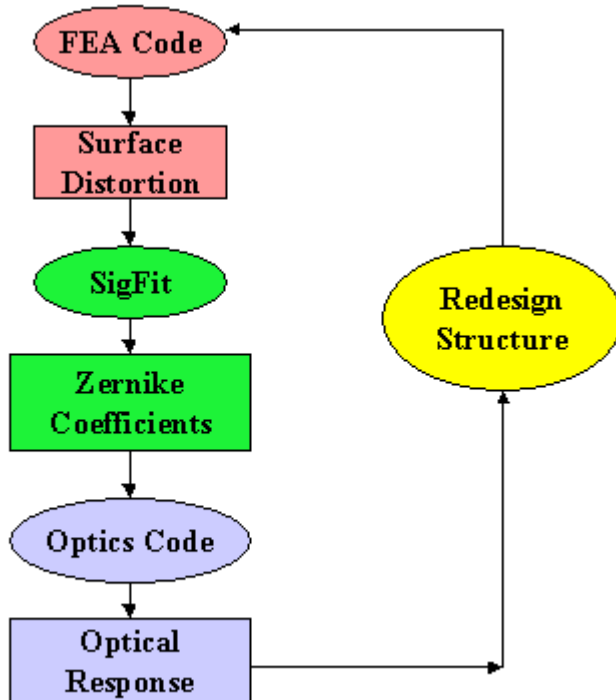 FEA Code
Surface
Distortion
SigFit
Zernike
Coefficients
Optics Code
Optical
Response
Redesign
Structure